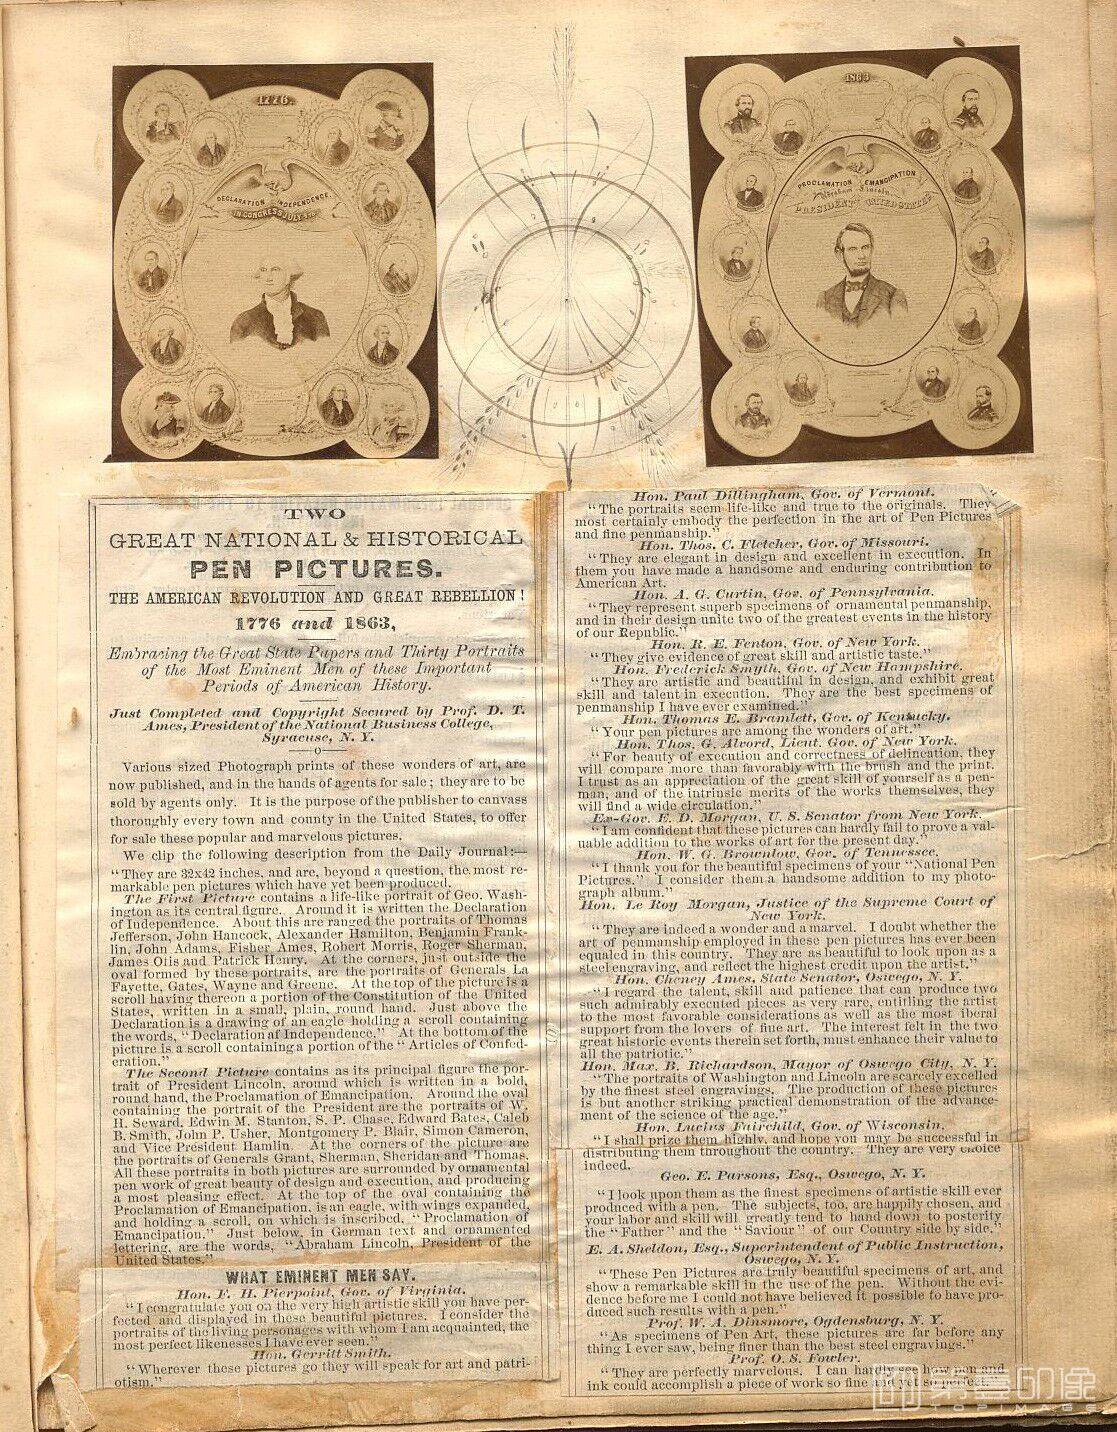 1776.
DECLARATION INDEPENDENCE
IN CONGRESS JULY 4
1863
PROCLAMATION EMANCIPATION
Abraham Lincoln
PRESIDENT UNITED STATES
TWO
GREAT NATIONAL & HISTORICAL
PEN PICTURES.
THE AMERICAN REVOLUTION AND GREAT REBELLION!
1776 and 1863,
Embracing the Great State Papers and Thirty Portraits
of the Most Eminent Men of these Important
Periods of American History.
Just Completed and Copyright Secured by Prof. D. T.
Ames, President of the National Business College,
Syracuse, N. Y.
Various sized Photograph prints of these wonders of art, are
now published, and in the hands of agents for sale; they are to be
sold by agents only. It is the purpose of the publisher to canvass
thoroughly every town and county in the United States, to offer
for sale these popular and marvelous pictures.
We clip the following description from the Daily Journal:—
"They are 32x42 inches, and are, beyond a question, the most re-
markable pen pictures which have yet been produced.
The First Picture contains a life-like portrait of Geo. Wash-
ington as its central figure. Around it is written the Declaration
of Independence. About this are ranged the portraits of Thomas
Jefferson, John Hancock, Alexander Hamilton, Benjamin Frank-
lin, John Adams, Fisher Ames, Robert Morris, Roger Sherman,
James Otis and Patrick Henry. At the corners, just outside the
oval formed by these portraits, are the portraits of Generals La
Fayette, Gates, Wayne and Greene. At the top of the picture is a
scroll having thereon a portion of the Constitution of the United
States, written in a small, plain, round hand. Just above the
Declaration is a drawing of an eagle holding a scroll containing
the words, "Declaration of Independence." At the bottom of the
picture is a scroll containing a portion of the "Articles of Confed-
eration."
The Second Picture contains as its principal figure the por-
trait of President Lincoln, around which is written in a bold,
round hand, the Proclamation of Emancipation. Around the oval
containing the portrait of the President are the portraits of W.
H. Seward, Edwin M. Stanton, S. P. Chase, Edward Bates, Caleb
B. Smith, John P. Usher, Montgomery P. Blair, Simon Cameron,
and Vice President Hamlin. At the corners of the picture are
the portraits of Generals Grant, Sherman, Sheridan and Thomas.
All these portraits in both pictures are surrounded by ornamental
pen work of great beauty of design and execution, and producing
a most pleasing effect. At the top of the oval containing the
Proclamation of Emancipation, is an eagle, with wings expanded,
and holding a scroll, on which is inscribed, "Proclamation of
Emancipation." Just below, in German text and ornamented
lettering, are the words, "Abraham Lincoln, President of the
United States."
WHAT EMINENT MEN SAY.
Hon. F. H. Pierpoint, Gov. of Virginia.
"I congratulate you on the very high artistic skill you have per-
fected and displayed in these beautiful pictures. I consider the
portraits of the living personages with whom I am acquainted, the
most perfect likenesses I have ever seen."
Hon. Gerritt Smith.
"Wherever these pictures go they will speak for art and patri-
otism."
Hon. Paul Dillingham, Gov. of Vermont.
"The portraits seem life-like and true to the originals. They
most certainly embody the perfection in the art of Pen Pictures
and fine penmanship."
Hon. Thos. C. Fletcher, Gov. of Missouri.
"They are elegant in design and excellent in execution. In
them you have made a handsome and enduring contribution to
American Art.
Hon. A. G. Curtin, Gov. of Pennsylvania.
"They represent superb specimens of ornamental penmanship,
and in their design unite two of the greatest events in the history
of our Republic."
Hon. R. E. Fenton, Gov. of New York.
"They give evidence of great skill and artistic taste."
Hon. Frederick Smyth, Gov. of New Hampshire.
"They are artistic and beautiful in design, and exhibit great
skill and talent in execution. They are the best specimens of
penmanship I have ever examined."
Hon. Thomas E. Bramlett, Gov. of Kentucky.
"Your pen pictures are among the wonders of art."
Hon. Thos. G. Alvord, Lieut. Gov. of New York.
"For beauty of execution and correctness of delineation, they
will compare more than favorably with the brush and the print.
I trust as an appreciation of the great skill of yourself as a pen-
man, and of the intrinsic merits of the works themselves, they
will find a wide circulation."
Ex-Gov. E. D. Morgan, U. S. Senator from New York.
"I am confident that these pictures can hardly fail to prove a val-
uable addition to the works of art for the present day."
Hon. W. G. Brownlow, Gov. of Tennessee.
"I thank you for the beautiful specimens of your "National Pen
Pictures." I consider them a handsome addition to my photo-
graph album."
Hon. Le Roy Morgan, Justice of the Supreme Court of
New York.
"They are indeed a wonder and a marvel. I doubt whether the
art of penmanship employed in these pen pictures has ever been
equaled in this country. They are as beautiful to look upon as a
steel engraving, and reflect the highest credit upon the artist."
Hon. Cheney Ames, State Senator, Oswego, N. Y.
"I regard the talent, skill and patience that can produce two
such admirably executed pieces as very rare, entitling the artist
to the most favorable considerations as well as the most iberal
support from the lovers of fine art. The interest felt in the two
great historic events therein set forth, must enhance their value to
all the patriotic."
Hon. Max. B. Richardson, Mayor of Oswego City, N. Y.
"The portraits of Washington and Lincoln are scarcely excelled
by the finest steel engravings. The production of these pictures
is but another striking practical demonstration of the advance-
ment of the science of the age."
Hon. Lucius Fairchild, Gov. of Wisconsin.
"I shall prize them highly, and hope you may be successful in
distributing them throughout the country. They are very choice
indeed.
Geo. E. Parsons, Esq., Oswego, N. Y.
"I look upon them as the finest specimens of artistic skill ever
produced with a pen. The subjects, too, are happily chosen, and
your labor and skill will greatly tend to hand down to posterity
the "Father" and the "Saviour" of our Country side by side."
E. A. Sheldon, Esq., Superintendent of Public Instruction,
Oswego, N. Y.
"These Pen Pictures are truly beautiful specimens of art, and
show a remarkable skill in the use of the pen. Without the evi-
dence before me I could not have believed it possible to have pro-
duced such results with a pen."
Prof. W. A. Dinsmore, Ogdensburg, N. Y.
"As specimens of Pen Art, these pictures are far before any
thing I ever saw, being finer than the best steel engravings."
Prof. O. S. Fowler.
"They are perfectly marvelous. I can hardly see how pen and
ink could accomplish a piece of work so fine and yet so perfect."
TOPIMAGE